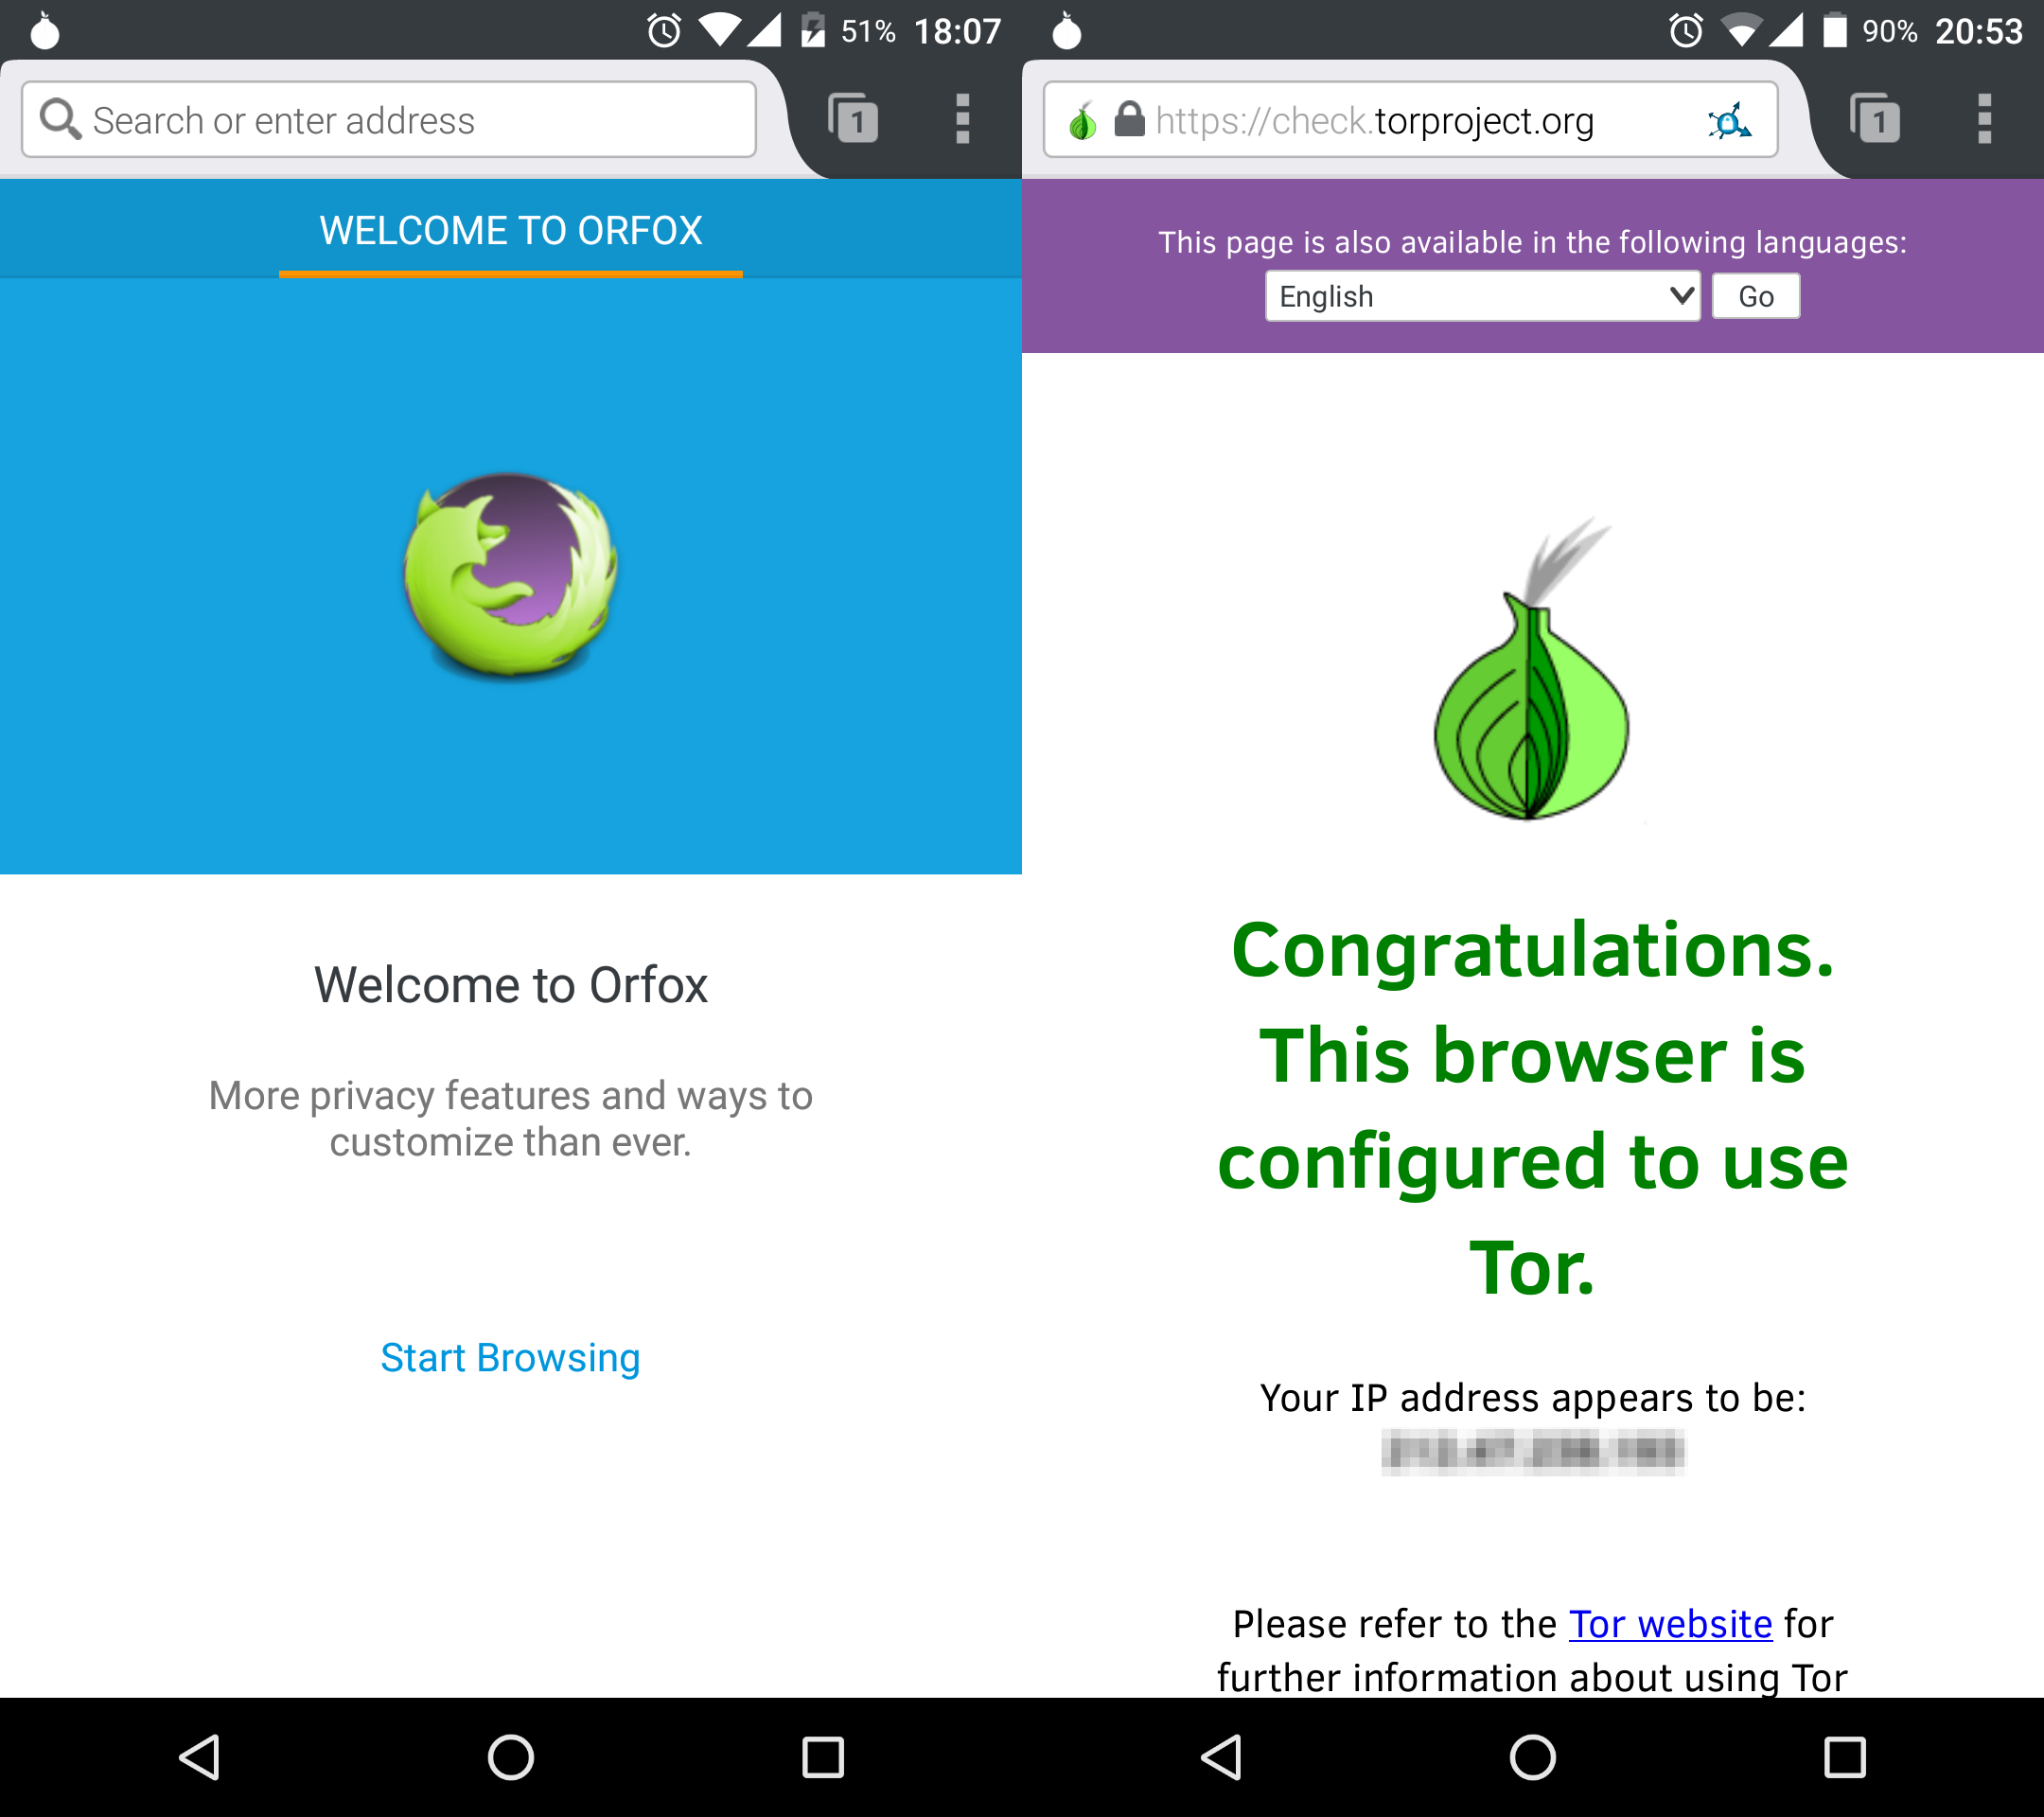 51% 18:07
Search or enter address
1
WELCOME TO ORFOX
Welcome to Orfox
More privacy features and ways to
customize than ever.
Start Browsing
90% 20:53
https://check.torproject.org
1
This page is also available in the following languages:
English
Go
Congratulations.
This browser is
configured to use
Tor.
Your IP address appears to be:
Please refer to the Tor website for
further information about using Tor